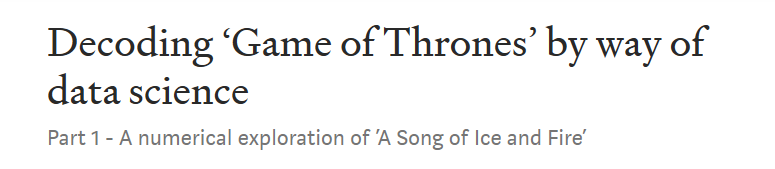 Decoding ‘Game of Thrones’ by way of
data science
Part 1 - A numerical exploration of ‘A Song of Ice and Fire’